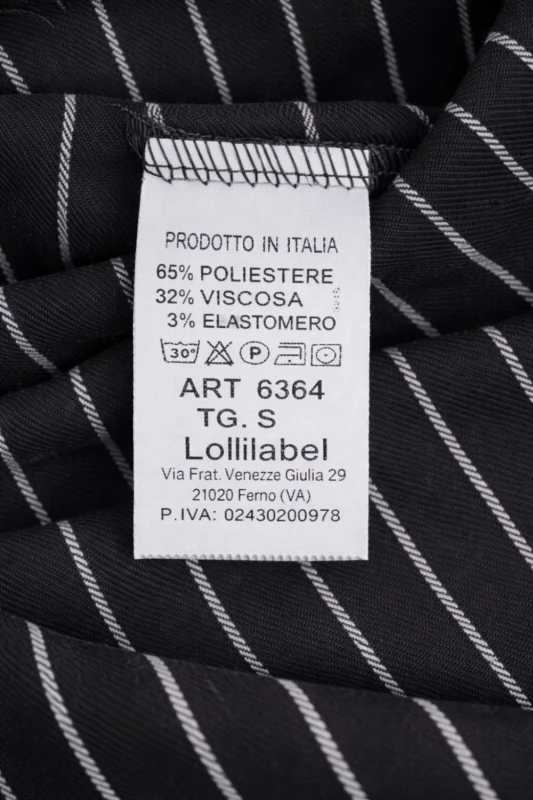 PRODOTTO IN ITALIA
65% POLIESTERE
32% VISCOSA
3% ELASTOMERO
30° P
ART 6364
TG. S
Lollilabel
Via Frat. Venezze Giulia 29
21020 Ferno (VA)
P.IVA: 02430200978